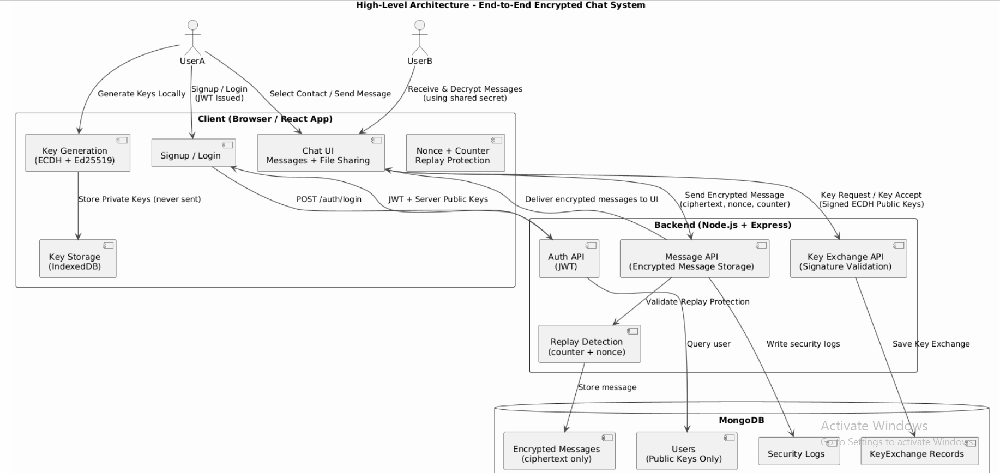 High-Level Architecture - End-to-End Encrypted Chat System
UserA
UserB
Generate Keys Locally
Signup / Login
(JWT Issued)
Select Contact / Send Message
Receive & Decrypt Messages
(using shared secret)
Client (Browser / React App)
Key Generation
(ECDH + Ed25519)
Signup / Login
Chat UI
Messages + File Sharing
Nonce + Counter
Replay Protection
Store Private Keys (never sent)
POST /auth/login
JWT + Server Public Keys
Deliver encrypted messages to UI
Send Encrypted Message
(ciphertext, nonce, counter)
Key Request / Key Accept
(Signed ECDH Public Keys)
Key Storage
(IndexedDB)
Backend (Node.js + Express)
Auth API
(JWT)
Message API
(Encrypted Message Storage)
Key Exchange API
(Signature Validation)
Validate Replay Protection
Replay Detection
(counter + nonce)
Query user
Write security logs
Save Key Exchange
Store message
MongoDB
Encrypted Messages
(ciphertext only)
Users
(Public Keys Only)
Security Logs
KeyExchange Records
Activate Windows
Go to Settings to activate Windows.